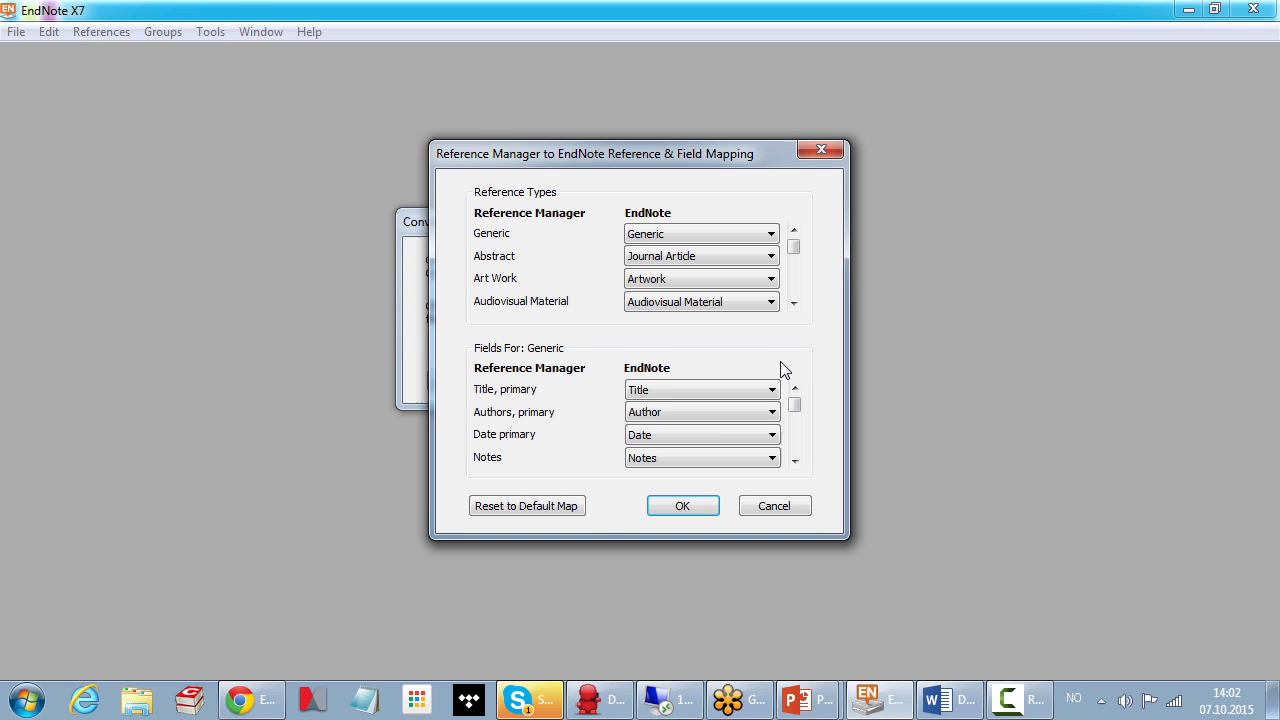 EN EndNote X7
File Edit References Groups Tools Window Help
Conv
Reference Manager to EndNote Reference & Field Mapping
Reference Types
Reference Manager EndNote
Generic Generic
Abstract Journal Article
Art Work Artwork
Audiovisual Material Audiovisual Material
Fields For: Generic
Reference Manager EndNote
Title, primary Title
Authors, primary Author
Date primary Date
Notes Notes
Reset to Default Map OK Cancel
E... S... D... 1... G... P... EN E... D... R... NO 14:02
07.10.2015